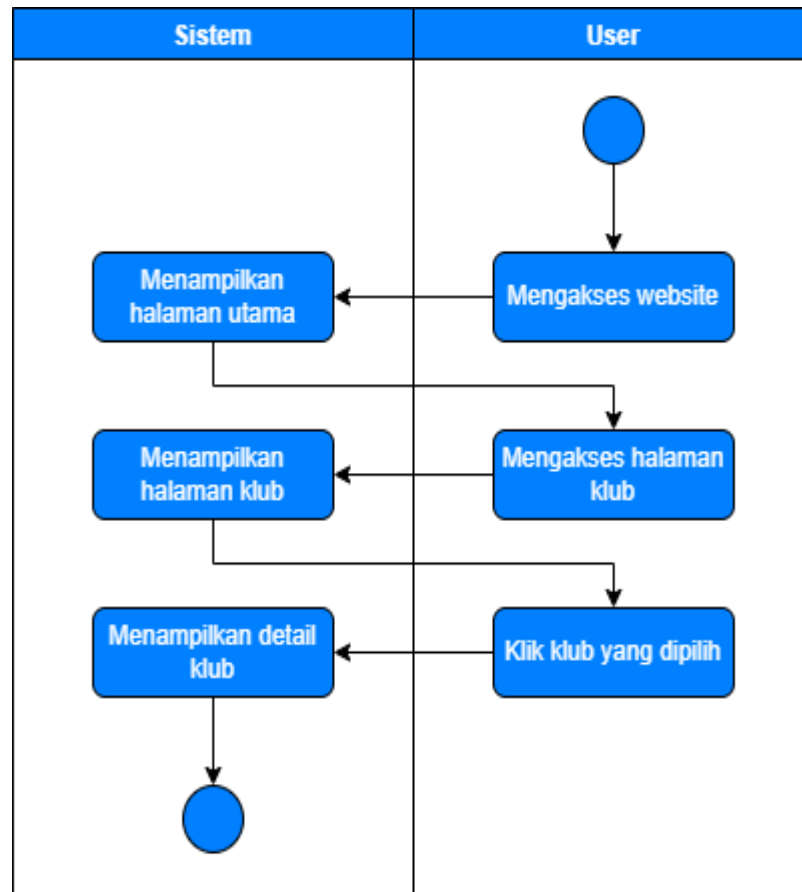 Sistem
User
Menampilkan
halaman utama
Mengakses website
Menampilkan
halaman klub
Mengakses halaman
klub
Menampilkan detail
klub
Klik klub yang dipilih